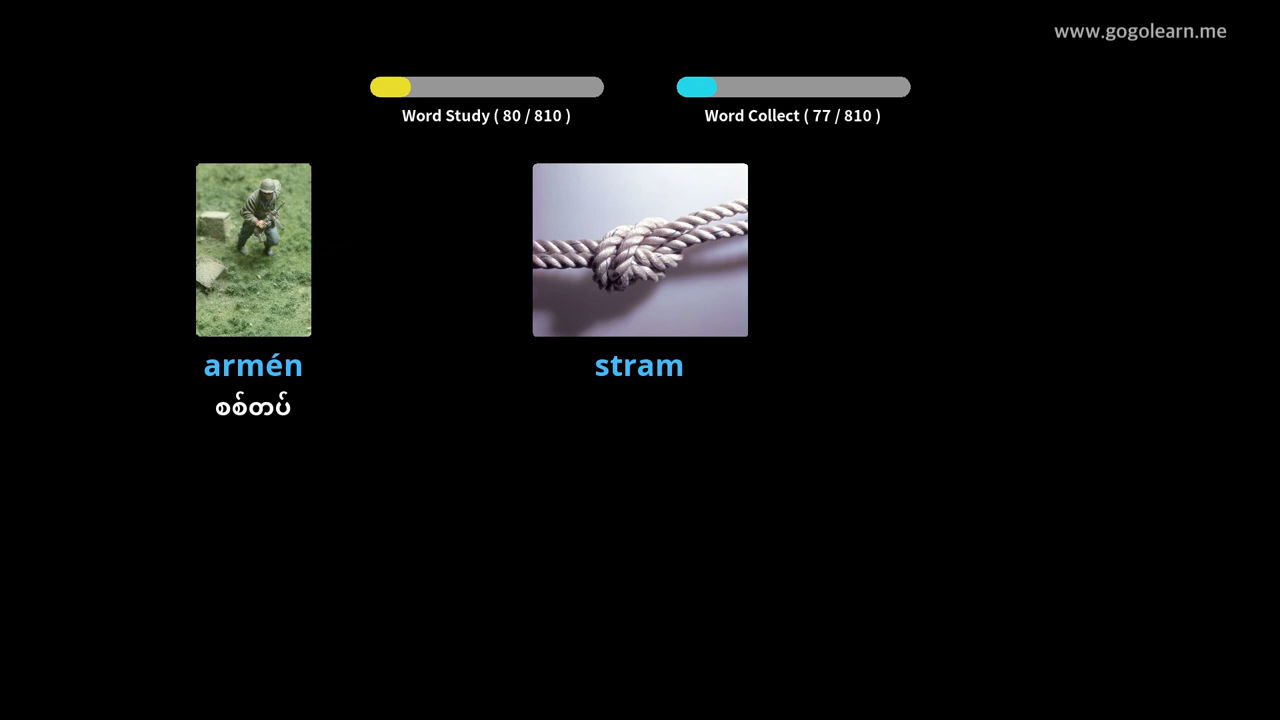 www.gogolearn.me
Word Study ( 80 / 810 )
Word Collect ( 77 / 810 )
armén
stram
စစ်တပ်